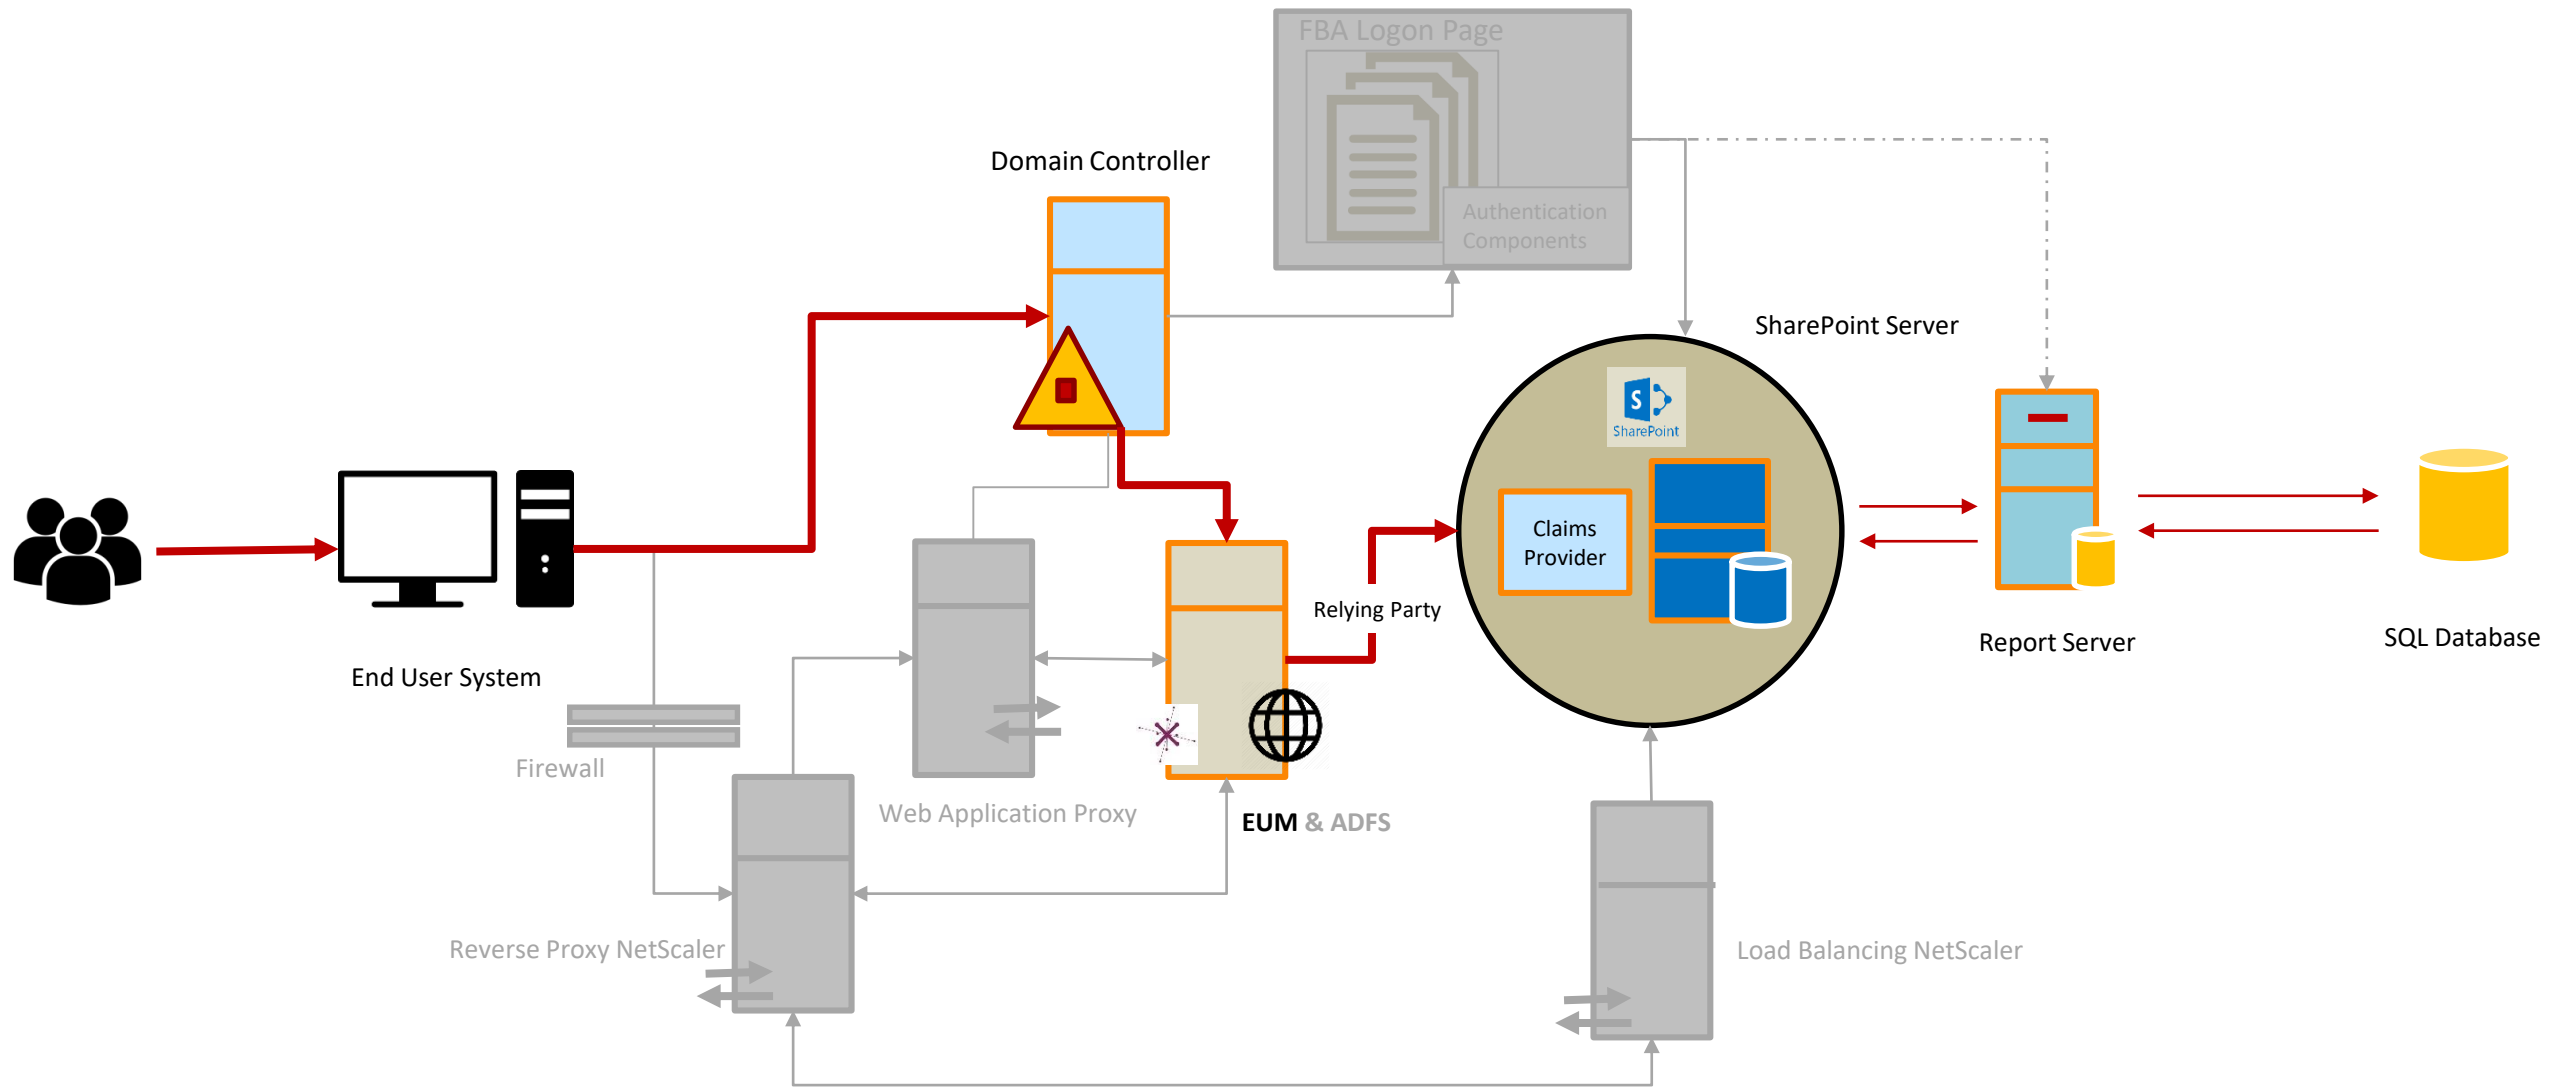 FBA Logon Page
Authentication
Components
Domain Controller
SharePoint Server
S
SharePoint
Claims
Provider
Relying Party
End User System
Report Server
SQL Database
Firewall
Web Application Proxy
EUM & ADFS
Reverse Proxy NetScaler
Load Balancing NetScaler